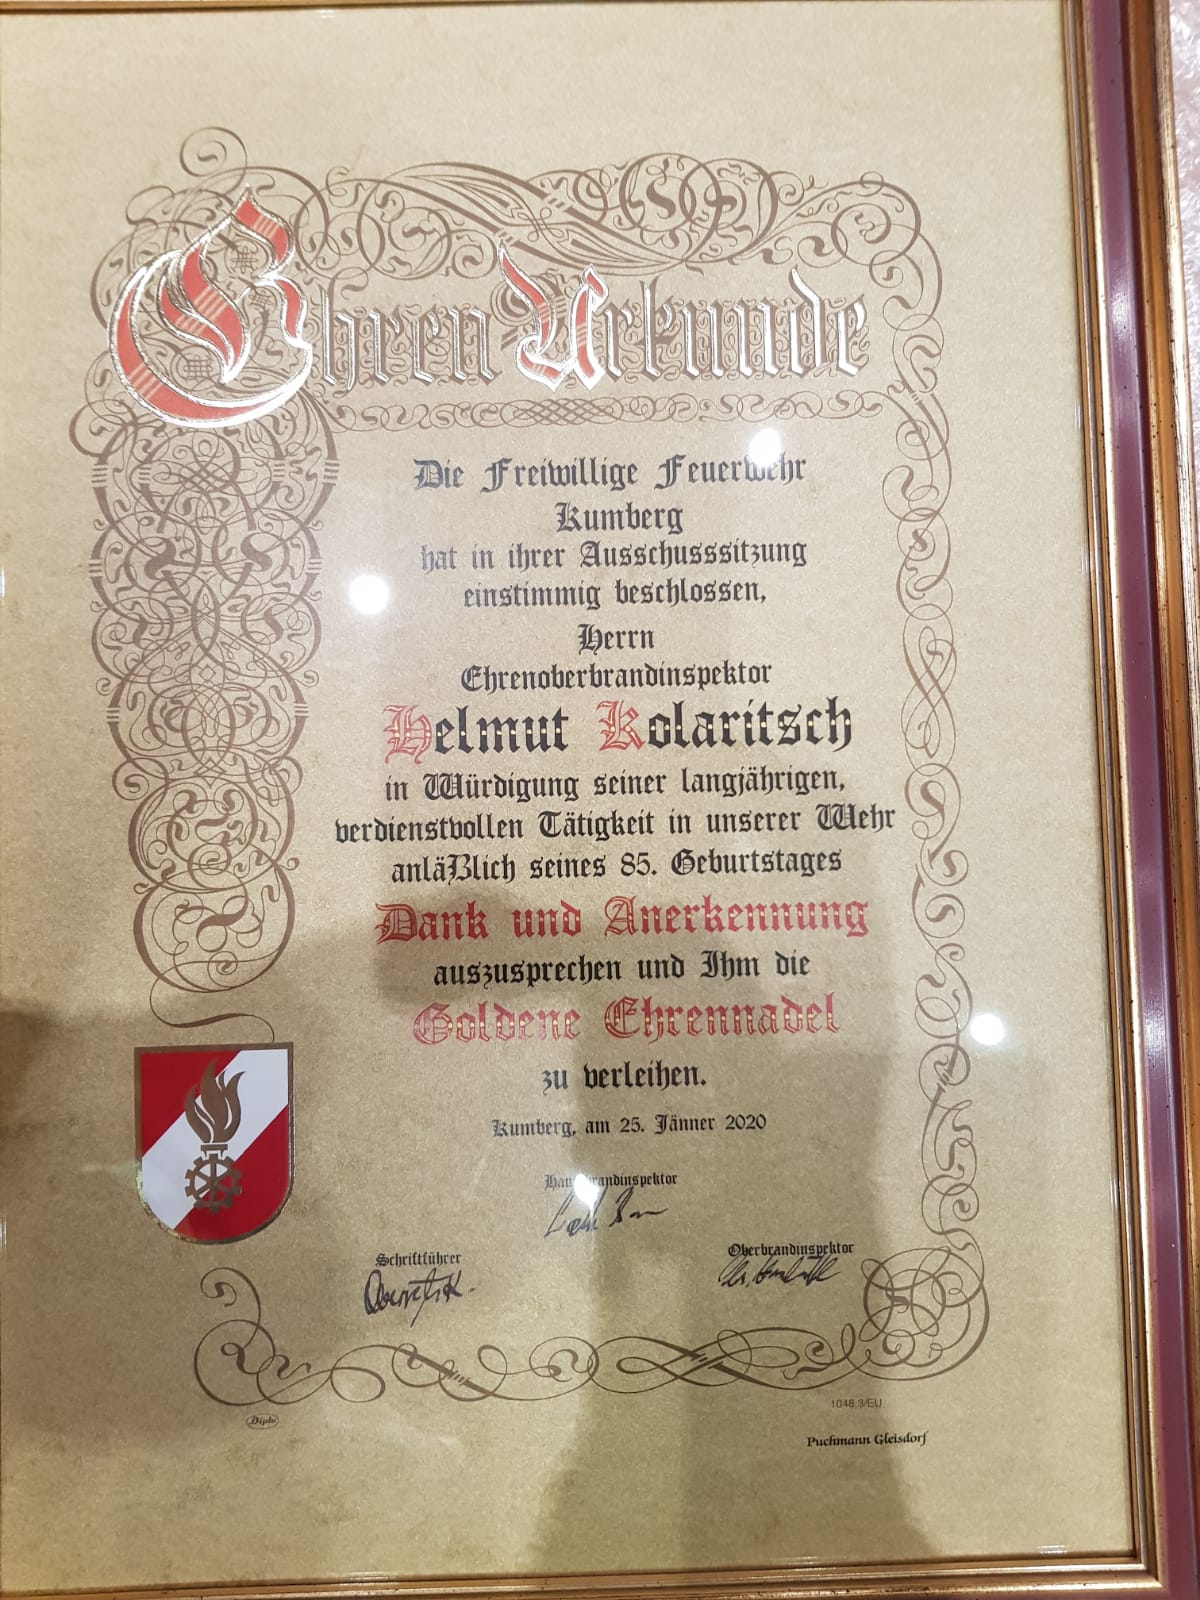 Ehren Urkunde
Die Freiwillige Feuerwehr
Kumberg
hat in ihrer Ausschusssitzung
einstimmig beschlossen,
Herrn
Ehrenoberbrandinspektor
Helmut Kolaritsch
in Würdigung seiner langjährigen,
verdienstvollen Tätigkeit in unserer Wehr
anläßlich seines 85. Geburtstages
Dank und Anerkennung
auszusprechen und Ihm die
Goldene Ehrennadel
zu verleihen.
Kumberg, am 25. Jänner 2020
Hauptbrandinspektor
Schriftführer
Oberbrandinspektor
1048.3/EU
Diplo
Puchmann Gleisdorf